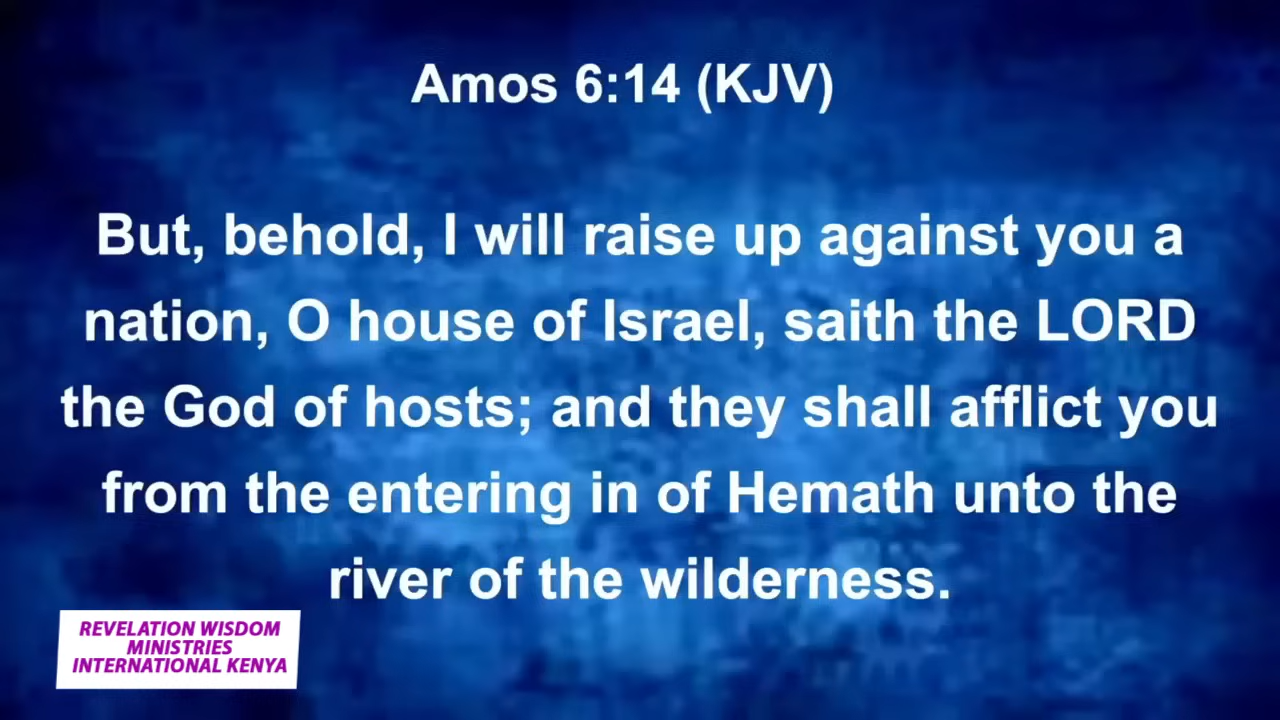 Amos 6:14 (KJV)
But, behold, I will raise up against you a
nation, O house of Israel, saith the LORD
the God of hosts; and they shall afflict you
from the entering in of Hemath unto the
river of the wilderness.
REVELATION WISDOM
MINISTRIES
INTERNATIONAL KENYA